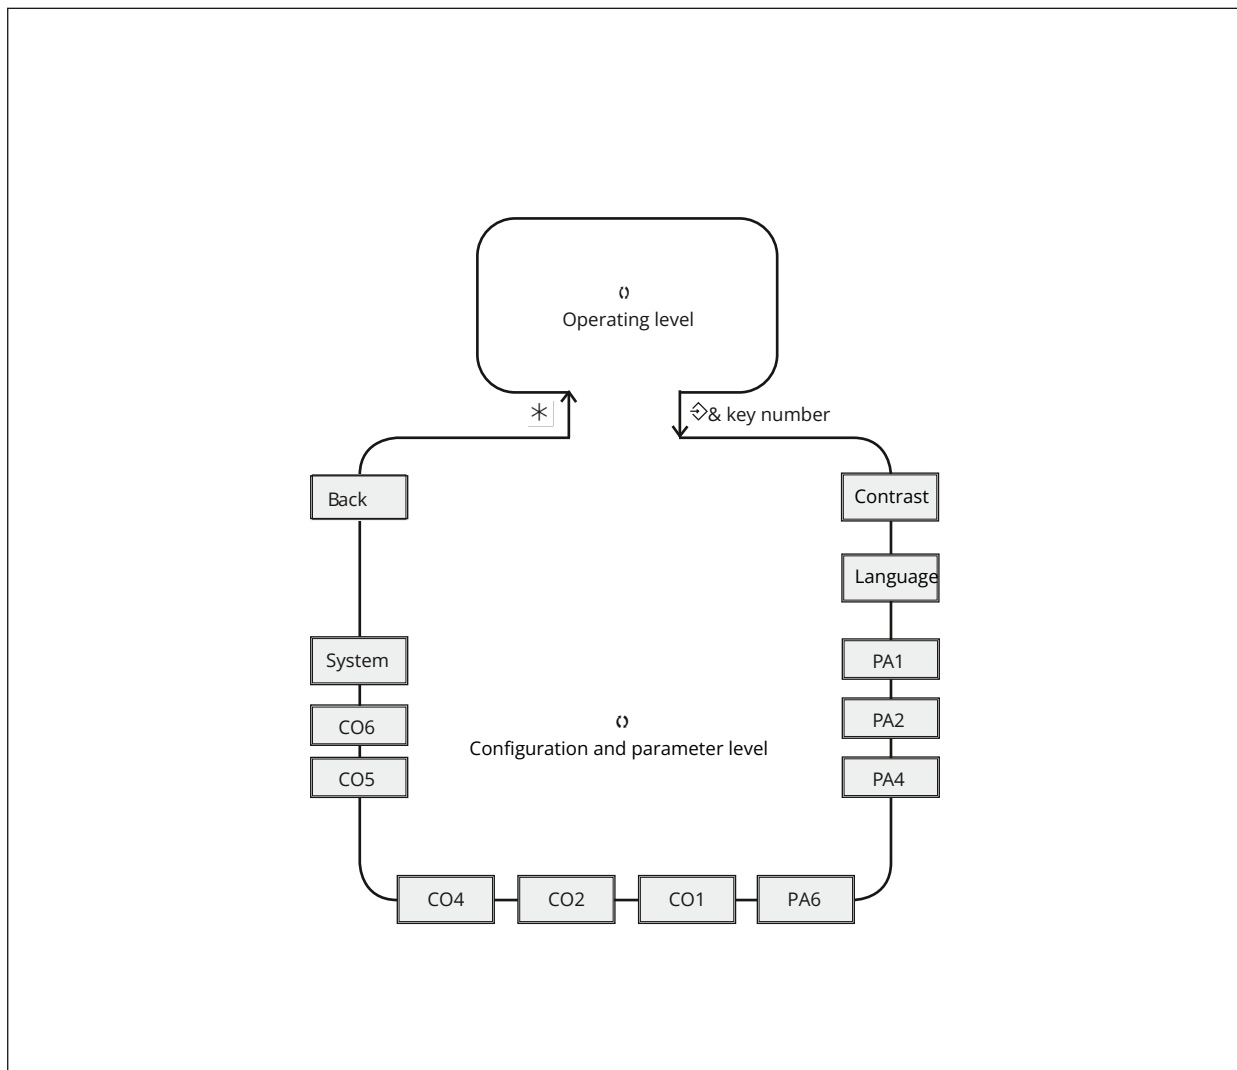 Operating level
& key number
Back
Contrast
Language
System
PA1
CO6
PA2
Configuration and parameter level
CO5
PA4
CO4
CO2
CO1
PA6